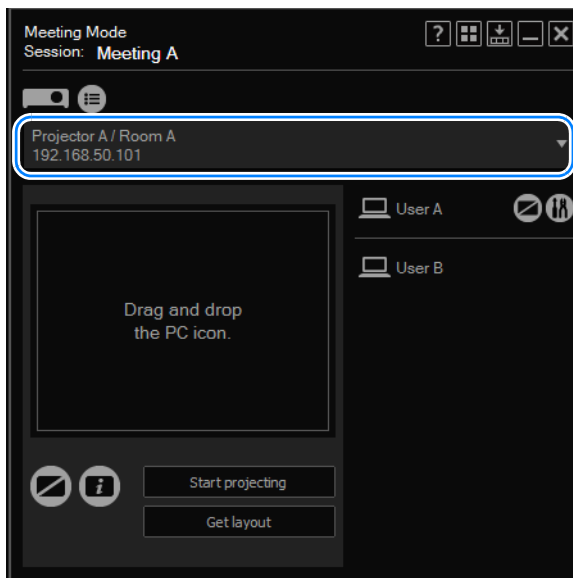 Meeting Mode
Session: Meeting A
?
Projector A / Room A
192.168.50.101
User A
User B
Drag and drop
the PC icon.
i
Start projecting
Get layout